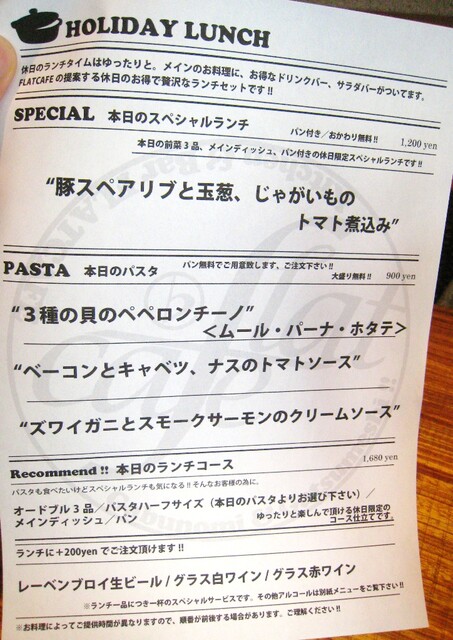 HOLIDAY LUNCH
休日のランチタイムはゆったりと。メインのお料理に、お得なドリンクバー、サラダバーがついてます。
FLATCAFEの提案する休日のお得で贅沢なランチセットです!!
SPECIAL 本日のスペシャルランチ パン付き/おかわり無料!! 1,200 yen
本日の前菜3品、メインディッシュ、パン付きの休日限定スペシャルランチです!!
“豚スペアリブと玉葱、じゃがいもの
トマト煮込み”
PASTA 本日のパスタ パン無料でご用意致します、ご注文下さい!!
大盛り無料!! 900 yen
“3種の貝のペペロンチーノ”
<ムール・パーナ・ホタテ>
“ベーコンとキャベツ、ナスのトマトソース”
“ズワイガニとスモークサーモンのクリームソース”
Recommend!! 本日のランチコース 1,680 yen
パスタも食べたいけどスペシャルランチも気になる!!そんなお客様の為に。
オードブル3品/パスタハーフサイズ(本日のパスタよりお選び下さい)/
メインディッシュ/パン
ゆったりと楽しんで頂ける休日限定の
コース仕立てです。
ランチに+200yenでご注文頂けます!!
レーベンブロイ生ビール/グラス白ワイン/グラス赤ワイン
※ランチ一品につき一杯のスペシャルサービスです。その他アルコールは別紙メニューをご覧下さい!!
※お料理によってご提供時間が異なりますので、順番が前後する場合があります。ご理解ください!!
flat
cafe